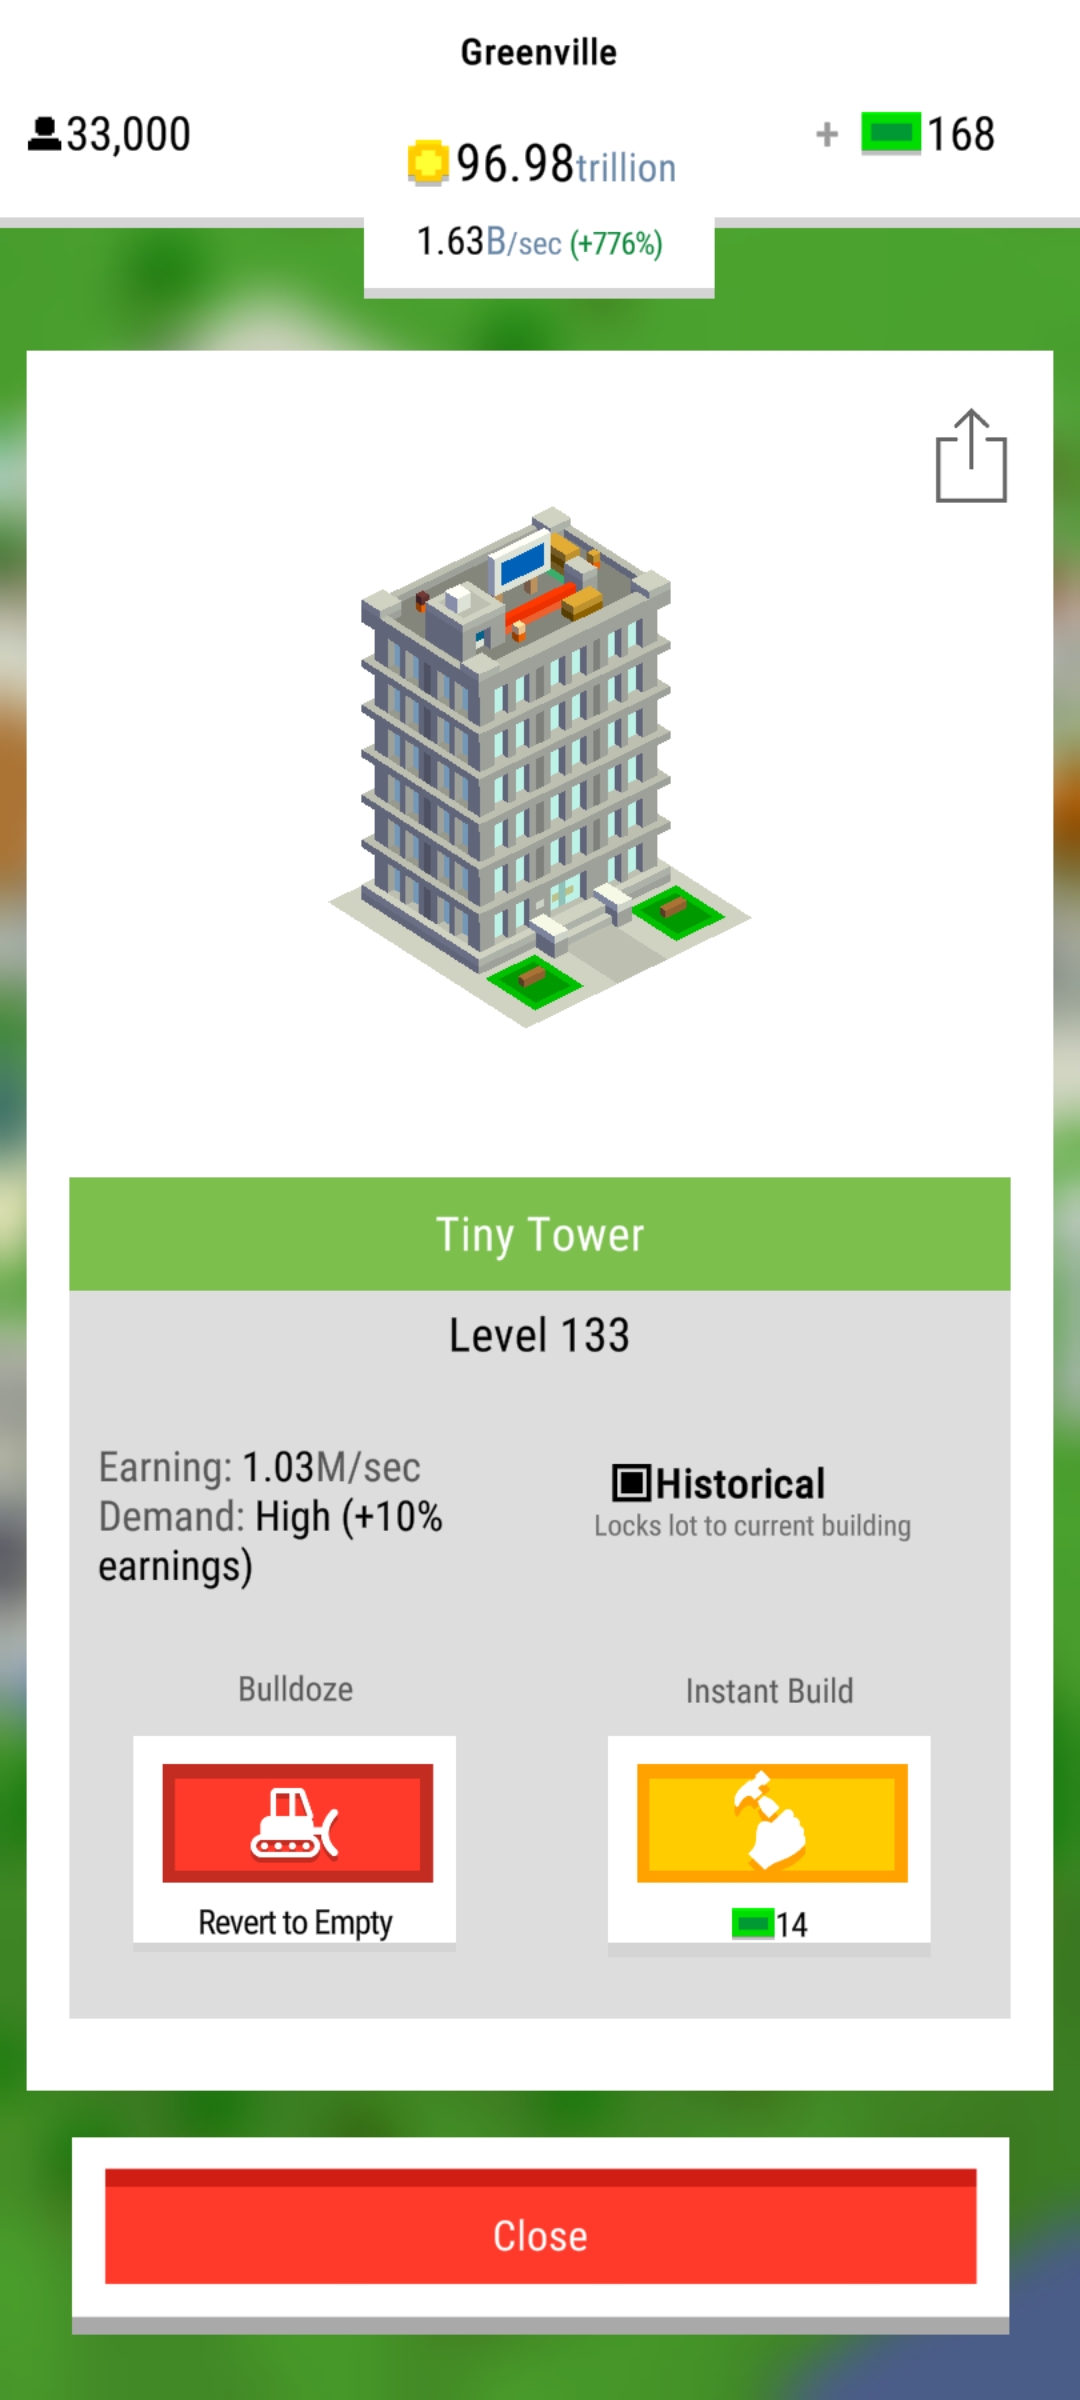 Greenville
33,000
96.98trillion
+ 168
1.63B/sec (+776%)
Tiny Tower
Level 133
Earning: 1.03M/sec
Demand: High (+10%
earnings)
Historical
Locks lot to current building
Bulldoze
Instant Build
Revert to Empty
14
Close